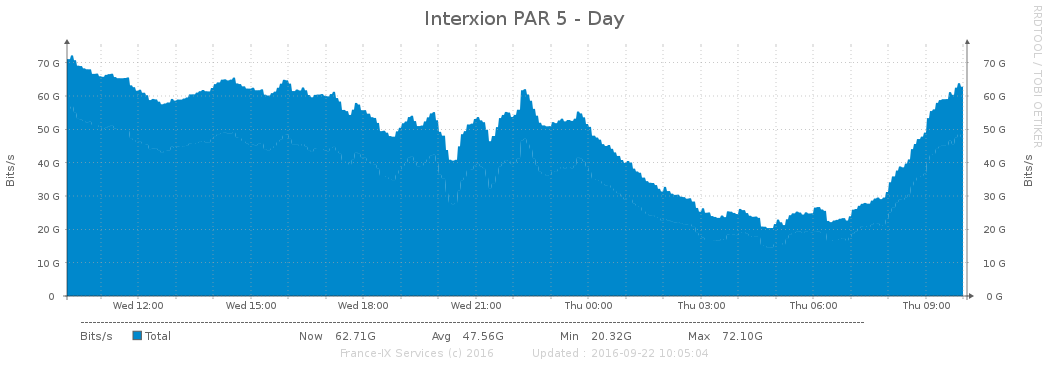 Interxion PAR 5 - Day
RRDTOOL / TOBI OETIKER
Bits/s
70 G 70 G
60 G 60 G
50 G 50 G
40 G 40 G
30 G 30 G
20 G 20 G
10 G 10 G
0 0 G
Bits/s
Wed 12:00 Wed 15:00 Wed 18:00 Wed 21:00 Thu 00:00 Thu 03:00 Thu 06:00 Thu 09:00
Bits/s Total Now 62.71G Avg 47.56G Min 20.32G Max 72.10G
France-IX Services (c) 2016 Updated : 2016-09-22 10:05:04